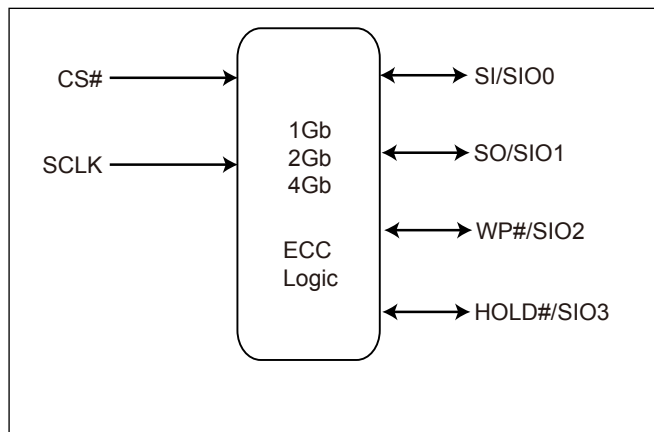 CS#
SCLK
1Gb
2Gb
4Gb
ECC
Logic
SI/SIO0
SO/SIO1
WP#/SIO2
HOLD#/SIO3